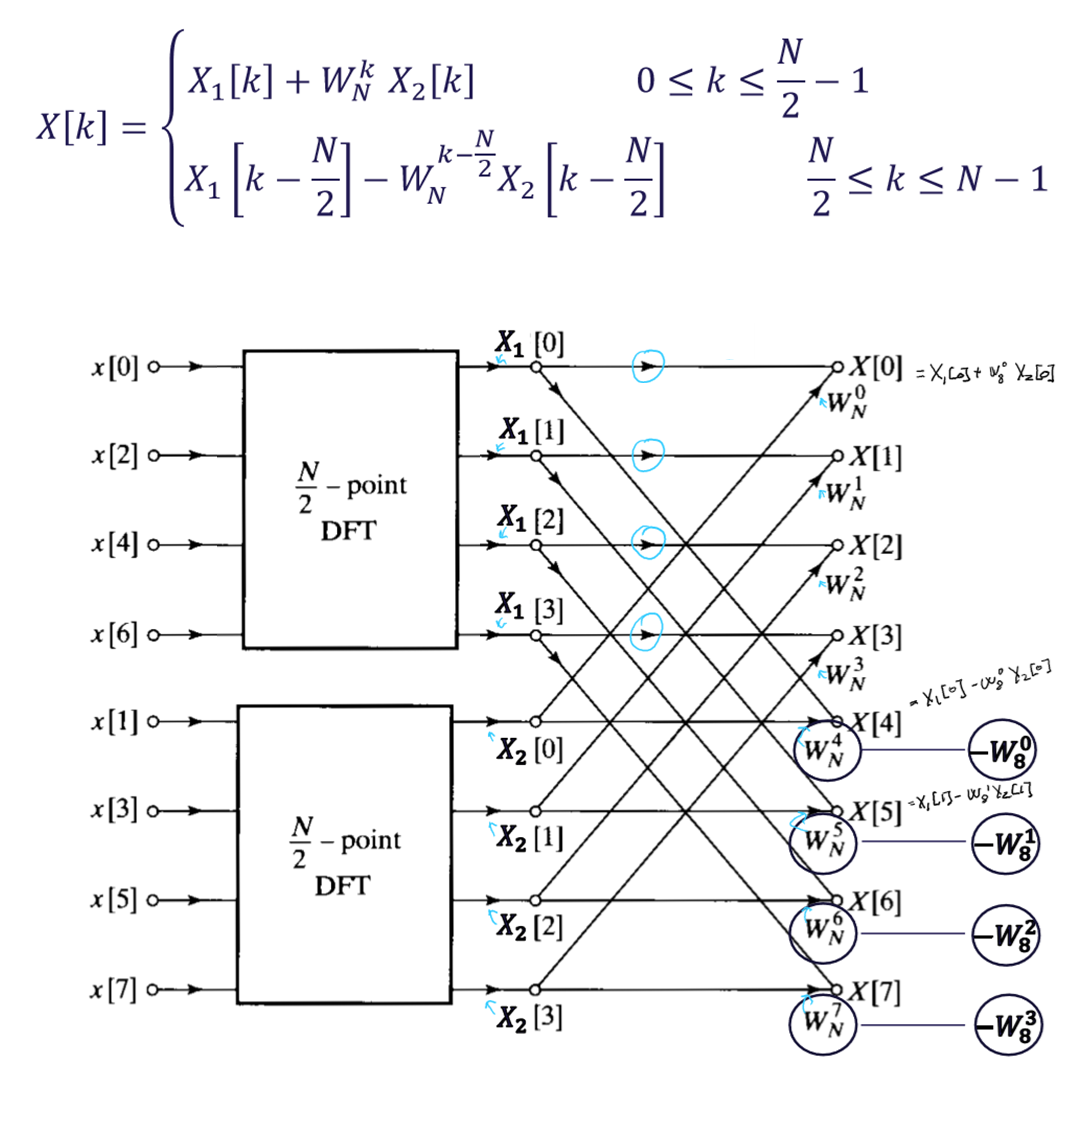 X[k] = { X₁[k] + W_N^k X₂[k]    0 ≤ k ≤ N/2 − 1
X₁[k − N/2] − W_N^(k−N/2) X₂[k − N/2]    N/2 ≤ k ≤ N − 1
X₁ [0]
x[0]
X[0] = X₁[0] + W₈⁰ X₂[0]
W_N^0
X₁ [1]
x[2]
X[1]
W_N^1
N/2 – point
DFT
X₁ [2]
x[4]
X[2]
W_N^2
X₁ [3]
x[6]
X[3]
W_N^3
x[1]
X[4] = X₁[0] − W₈⁰ X₂[0]
X₂ [0]
W_N^4
−W₈⁰
x[3]
X[5] = X₁[1] − W₈¹ X₂[1]
X₂ [1]
W_N^5
−W₈¹
N/2 – point
DFT
x[5]
X[6]
X₂ [2]
W_N^6
−W₈²
x[7]
X[7]
X₂ [3]
W_N^7
−W₈³